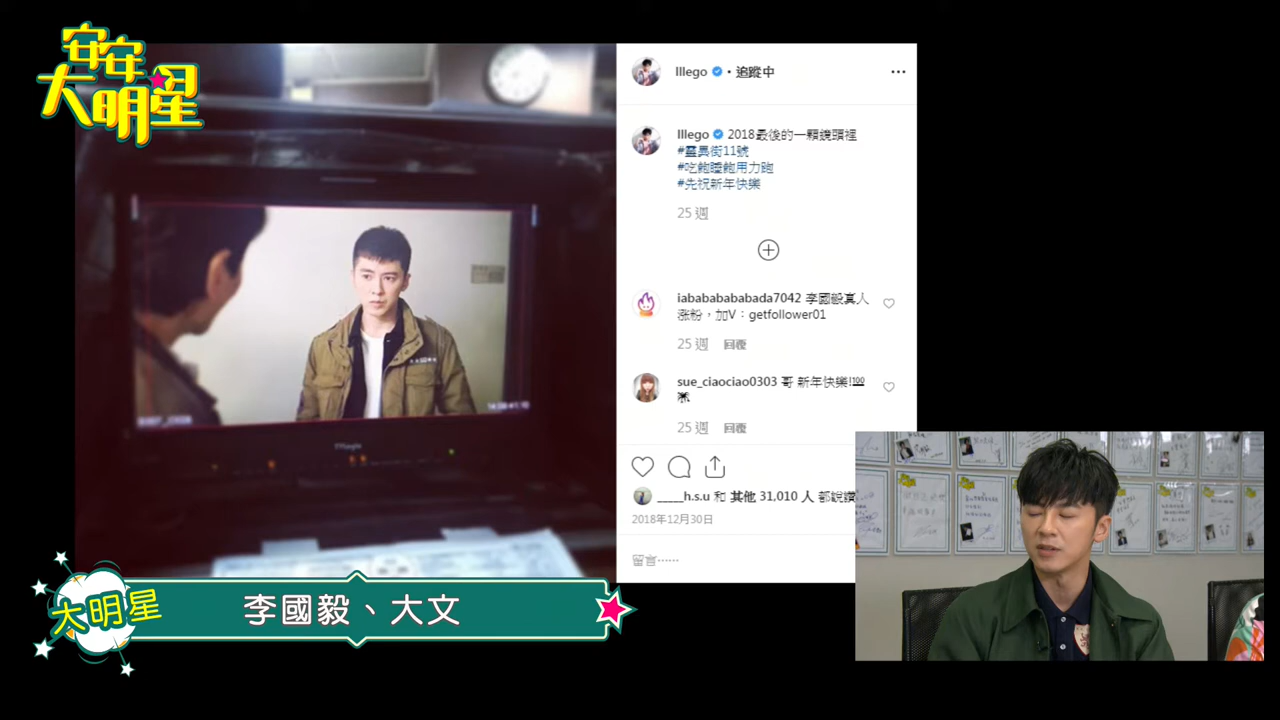 安安
大明星
lllego • 追蹤中
lllego 2018最後的一顆鏡頭裡
#靈異街11號
#吃飽睡飽用力跑
#先祝新年快樂
25 週
iabababababada7042 李國毅真人
涨粉，加V：getfollower01
25 週 回覆
sue_ciaociao0303 哥 新年快樂!💯
25 週 回覆
_____h.s.u 和 其他 31,010 人 都說讚
2018年12月30日
留言……
大明星
李國毅、大文